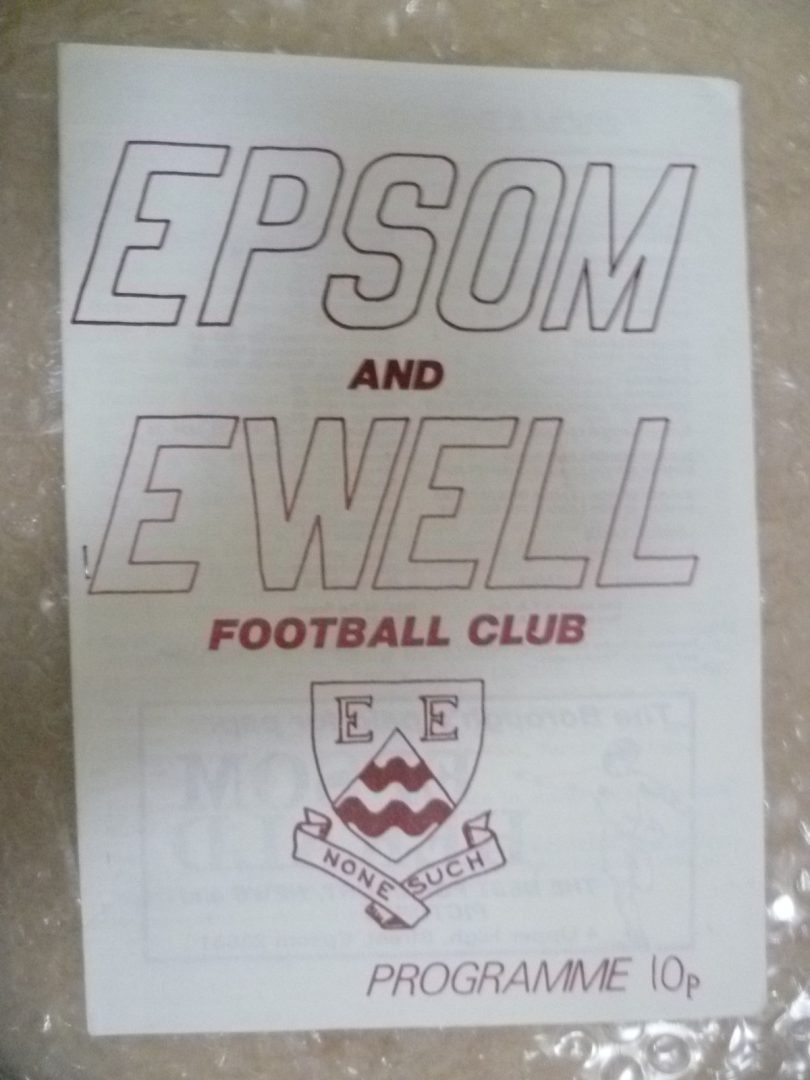 EPSOM
AND
EWELL
FOOTBALL CLUB
E E
NONE SUCH
PROGRAMME 10p